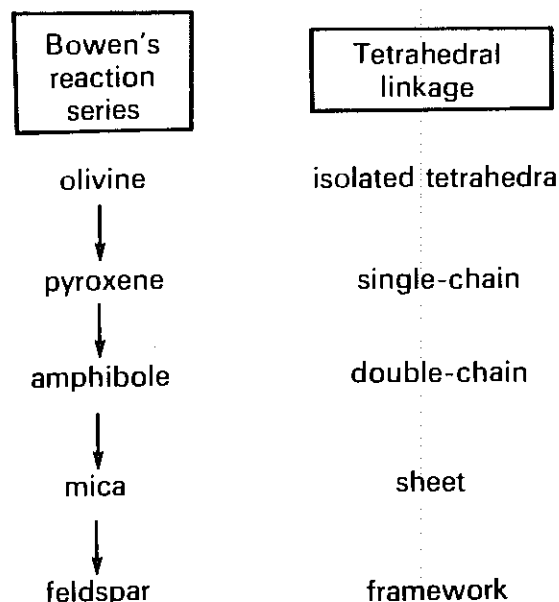 Bowen's
reaction
series
Tetrahedral
linkage
olivine isolated tetrahedra
pyroxene single-chain
amphibole double-chain
mica sheet
feldspar framework